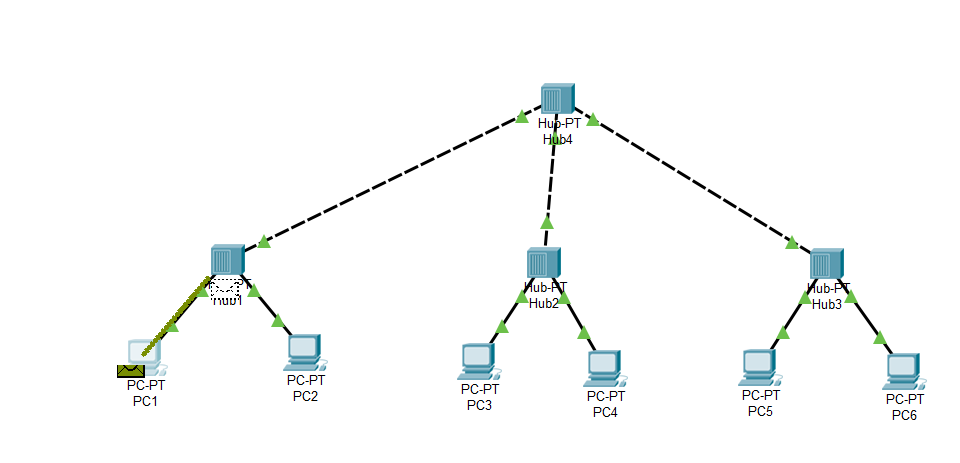 Hub-PT
Hub4
Hub1
Hub-PT
Hub2
Hub-PT
Hub3
PC-PT
PC1
PC-PT
PC2
PC-PT
PC3
PC-PT
PC4
PC-PT
PC5
PC-PT
PC6